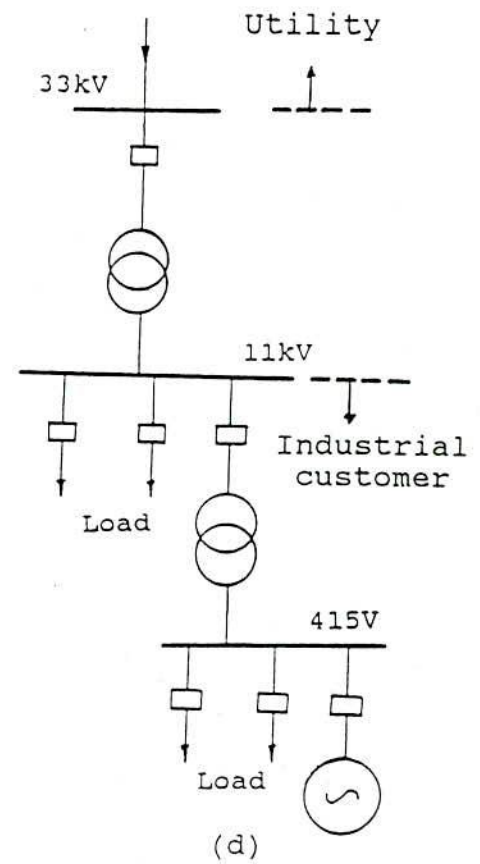 Utility
33kV
11kV
Industrial
customer
Load
415V
Load
(d)